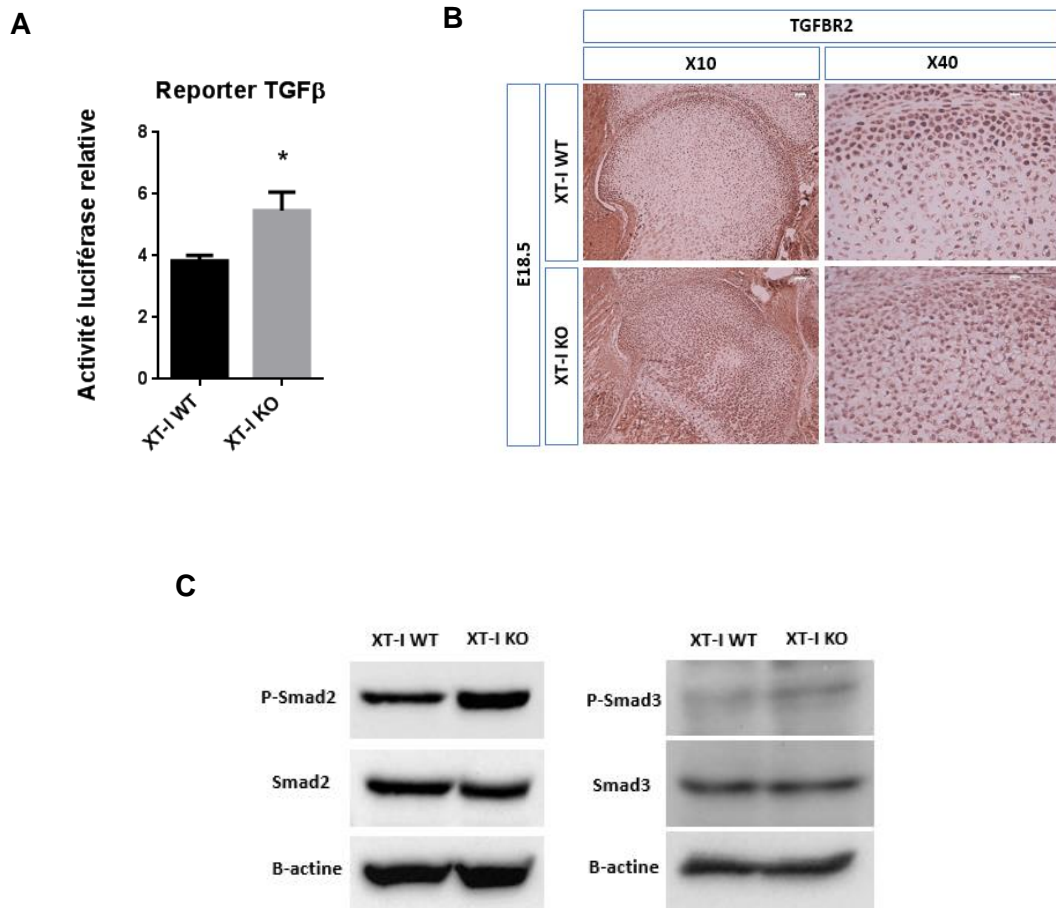 A
Reporter TGFβ
Activité luciférase relative
8
6
4
2
0
*
XT-I WT
XT-I KO
B
TGFBR2
X10
X40
E18.5
XT-I WT
XT-I KO
C
XT-I WT
XT-I KO
P-Smad2
Smad2
B-actine
XT-I WT
XT-I KO
P-Smad3
Smad3
B-actine